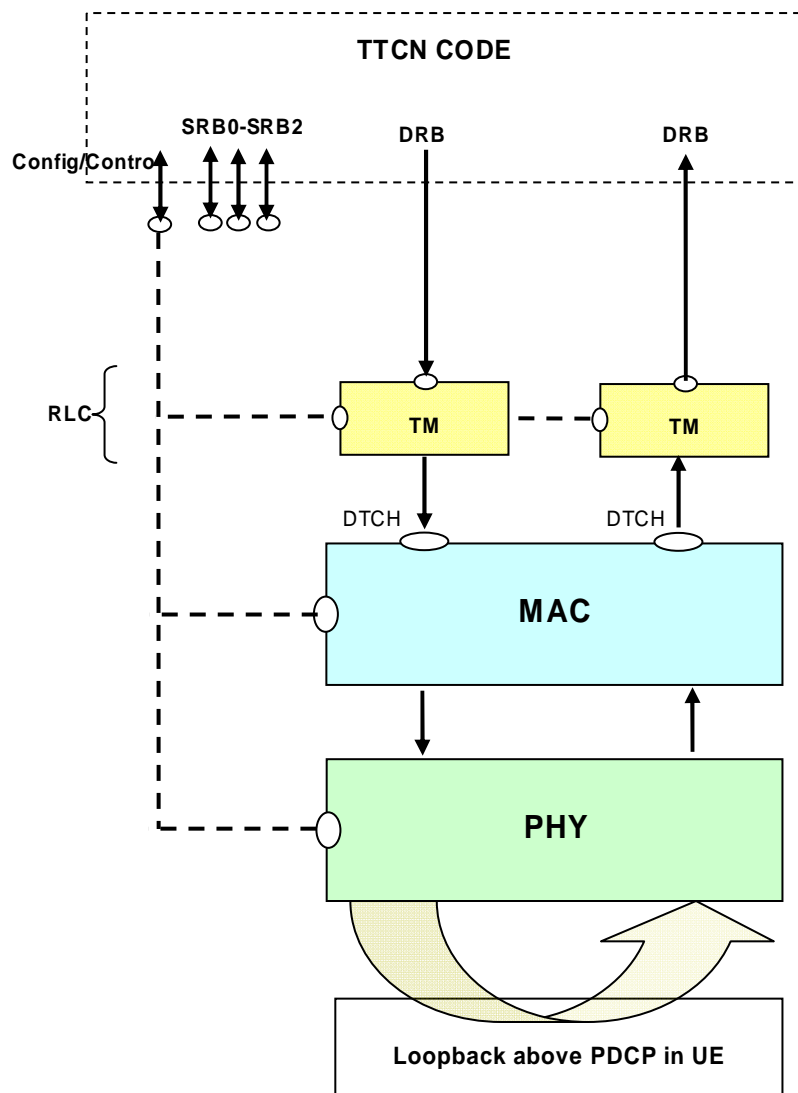 TTCN CODE
SRB0-SRB2
DRB
DRB
Config/Contro
RLC
TM
TM
DTCH
DTCH
MAC
PHY
Loopback above PDCP in UE